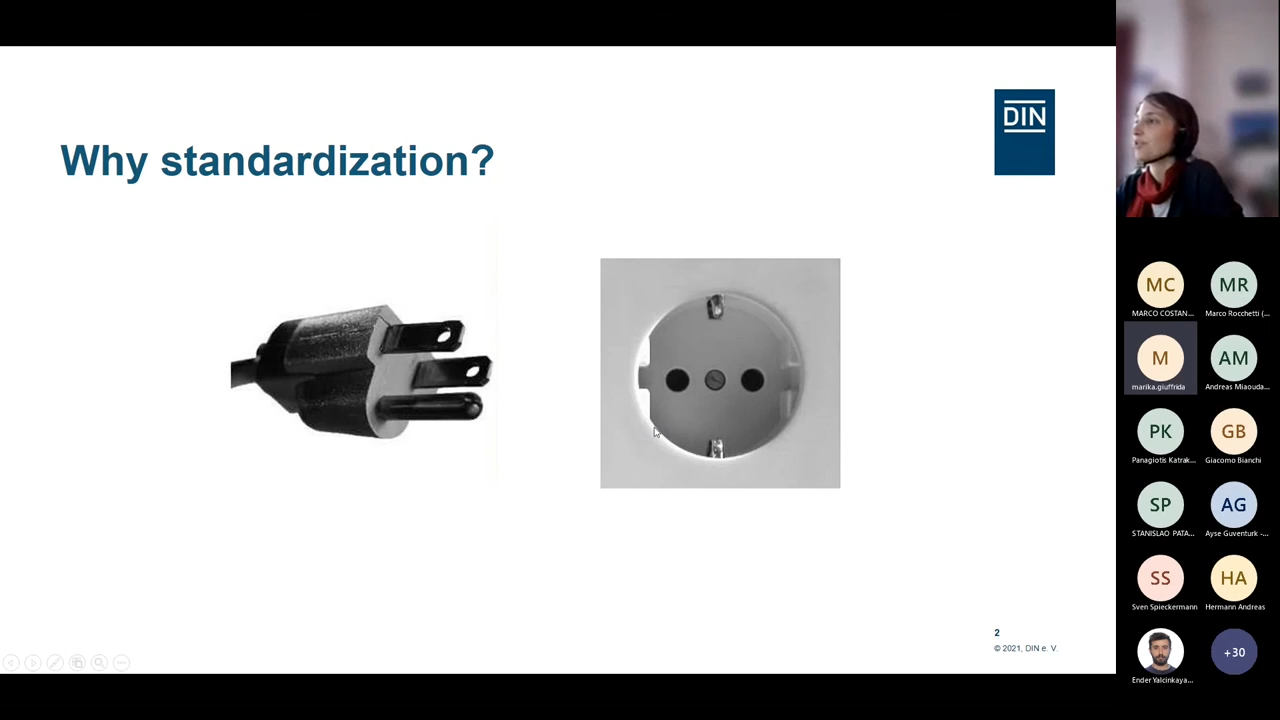 DIN
Why standardization?
2
© 2021, DIN e. V.
MC
MR
MARCO COSTAN...
Marco Rocchetti (...
M
AM
marika.giuffrida
Andreas Miaouda...
PK
GB
Panagiotis Katrak...
Giacomo Bianchi
SP
AG
STANISLAO PATA...
Ayse Guventurk -...
SS
HA
Sven Spieckermann
Hermann Andreas
+30
Ender Yalcinkaya...